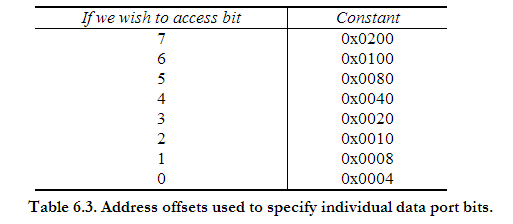 If we wish to access bit Constant
7 0x0200
6 0x0100
5 0x0080
4 0x0040
3 0x0020
2 0x0010
1 0x0008
0 0x0004
Table 6.3. Address offsets used to specify individual data port bits.